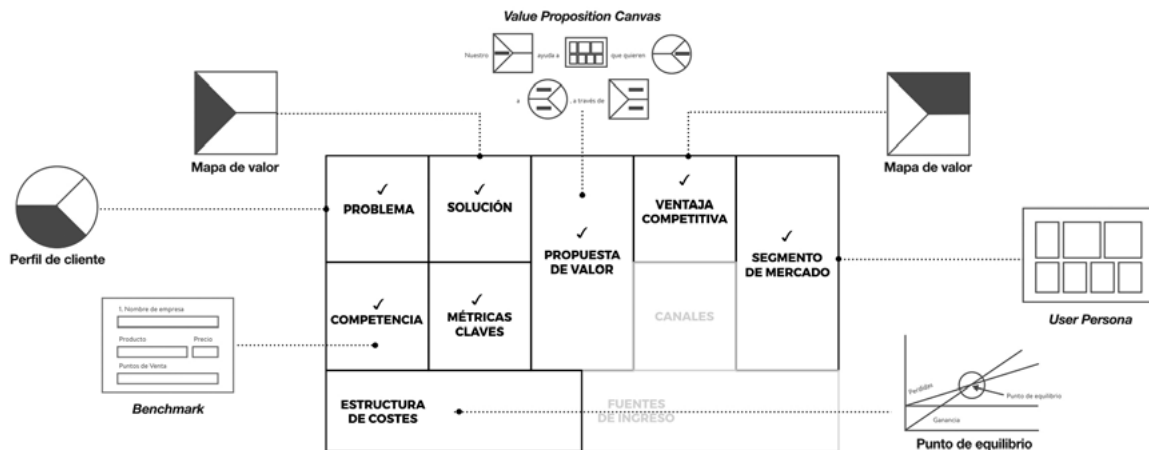 Value Proposition Canvas
Nuestro ayuda a que quieren
a , a través de
Mapa de valor
Mapa de valor
Perfil de cliente
✓
PROBLEMA
✓
SOLUCIÓN
✓
PROPUESTA
DE VALOR
✓
VENTAJA
COMPETITIVA
✓
SEGMENTO
DE MERCADO
✓
COMPETENCIA
✓
MÉTRICAS
CLAVES
CANALES
ESTRUCTURA
DE COSTES
FUENTES
DE INGRESO
1. Nombre de empresa
Producto Precio
Puntos de Venta
Benchmark
User Persona
Perdidas
Punto de equilibrio
Ganancia
Punto de equilibrio